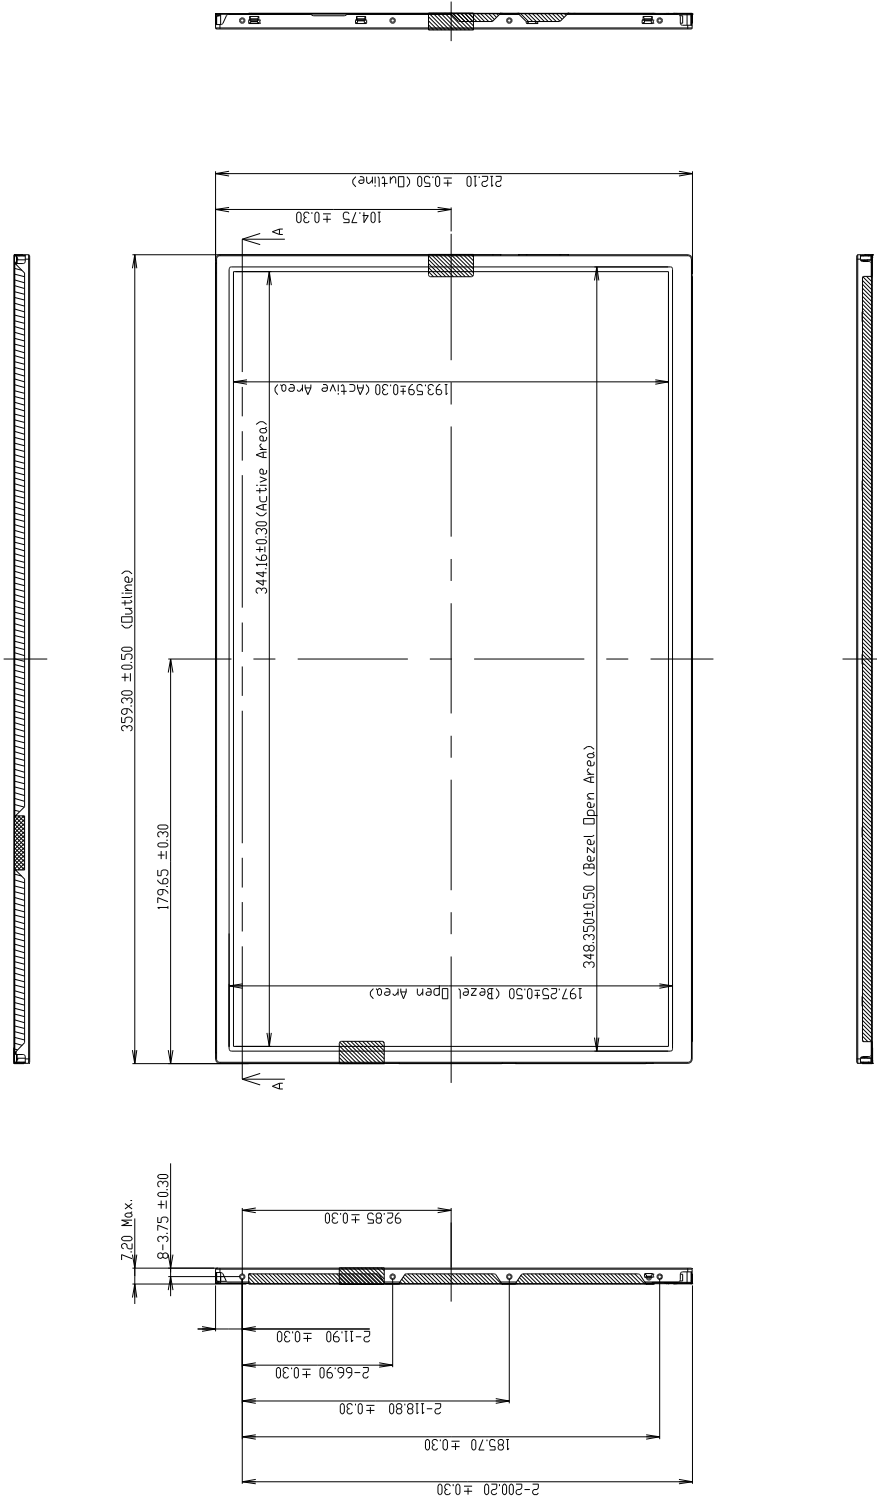 212.10 ±0.50 (Outline)
104.75 ±0.30
A
193.59±0.30 (Active Area)
344.16±0.30 (Active Area)
359.30 ±0.50 (Outline)
179.65 ±0.30
348.350±0.50 (Bezel Open Area)
197.25±0.50 (Bezel Open Area)
A
7.20 Max.
8-3.75 ±0.30
92.85 ±0.30
2-11.90 ±0.30
2-66.90 ±0.30
2-118.80 ±0.30
185.70 ±0.30
2-200.20 ±0.30